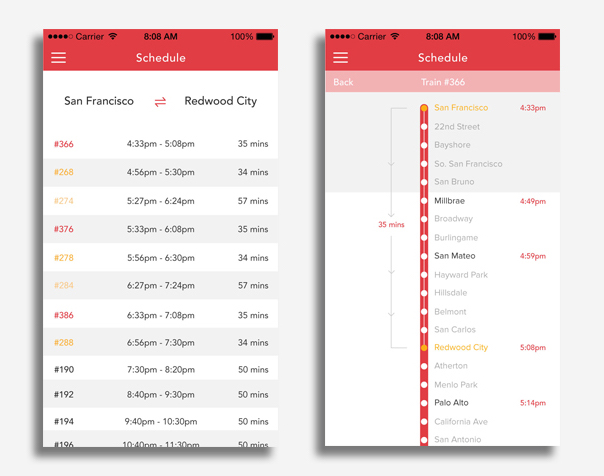 Carrier 8:08 AM 100%
Schedule
San Francisco Redwood City
#366 4:33pm - 5:08pm 35 mins
#268 4:56pm - 5:30pm 34 mins
#274 5:27pm - 6:24pm 57 mins
#376 5:33pm - 6:08pm 35 mins
#278 5:56pm - 6:30pm 34 mins
#284 6:27pm - 7:24pm 57 mins
#386 6:33pm - 7:08pm 35 mins
#288 6:56pm - 7:30pm 34 mins
#190 7:30pm - 8:20pm 50 mins
#192 8:40pm - 9:30pm 50 mins
#194 9:40pm - 10:30pm 50 mins
#196 10:40pm - 11:30pm 50 mins
Carrier 8:08 AM 100%
Schedule
Back Train #366
San Francisco 4:33pm
22nd Street
Bayshore
So. San Francisco
San Bruno
Millbrae 4:49pm
Broadway
35 mins
Burlingame
San Mateo 4:59pm
Hayward Park
Hillsdale
Belmont
San Carlos
Redwood City 5:08pm
Atherton
Menlo Park
Palo Alto 5:14pm
California Ave
San Antonio